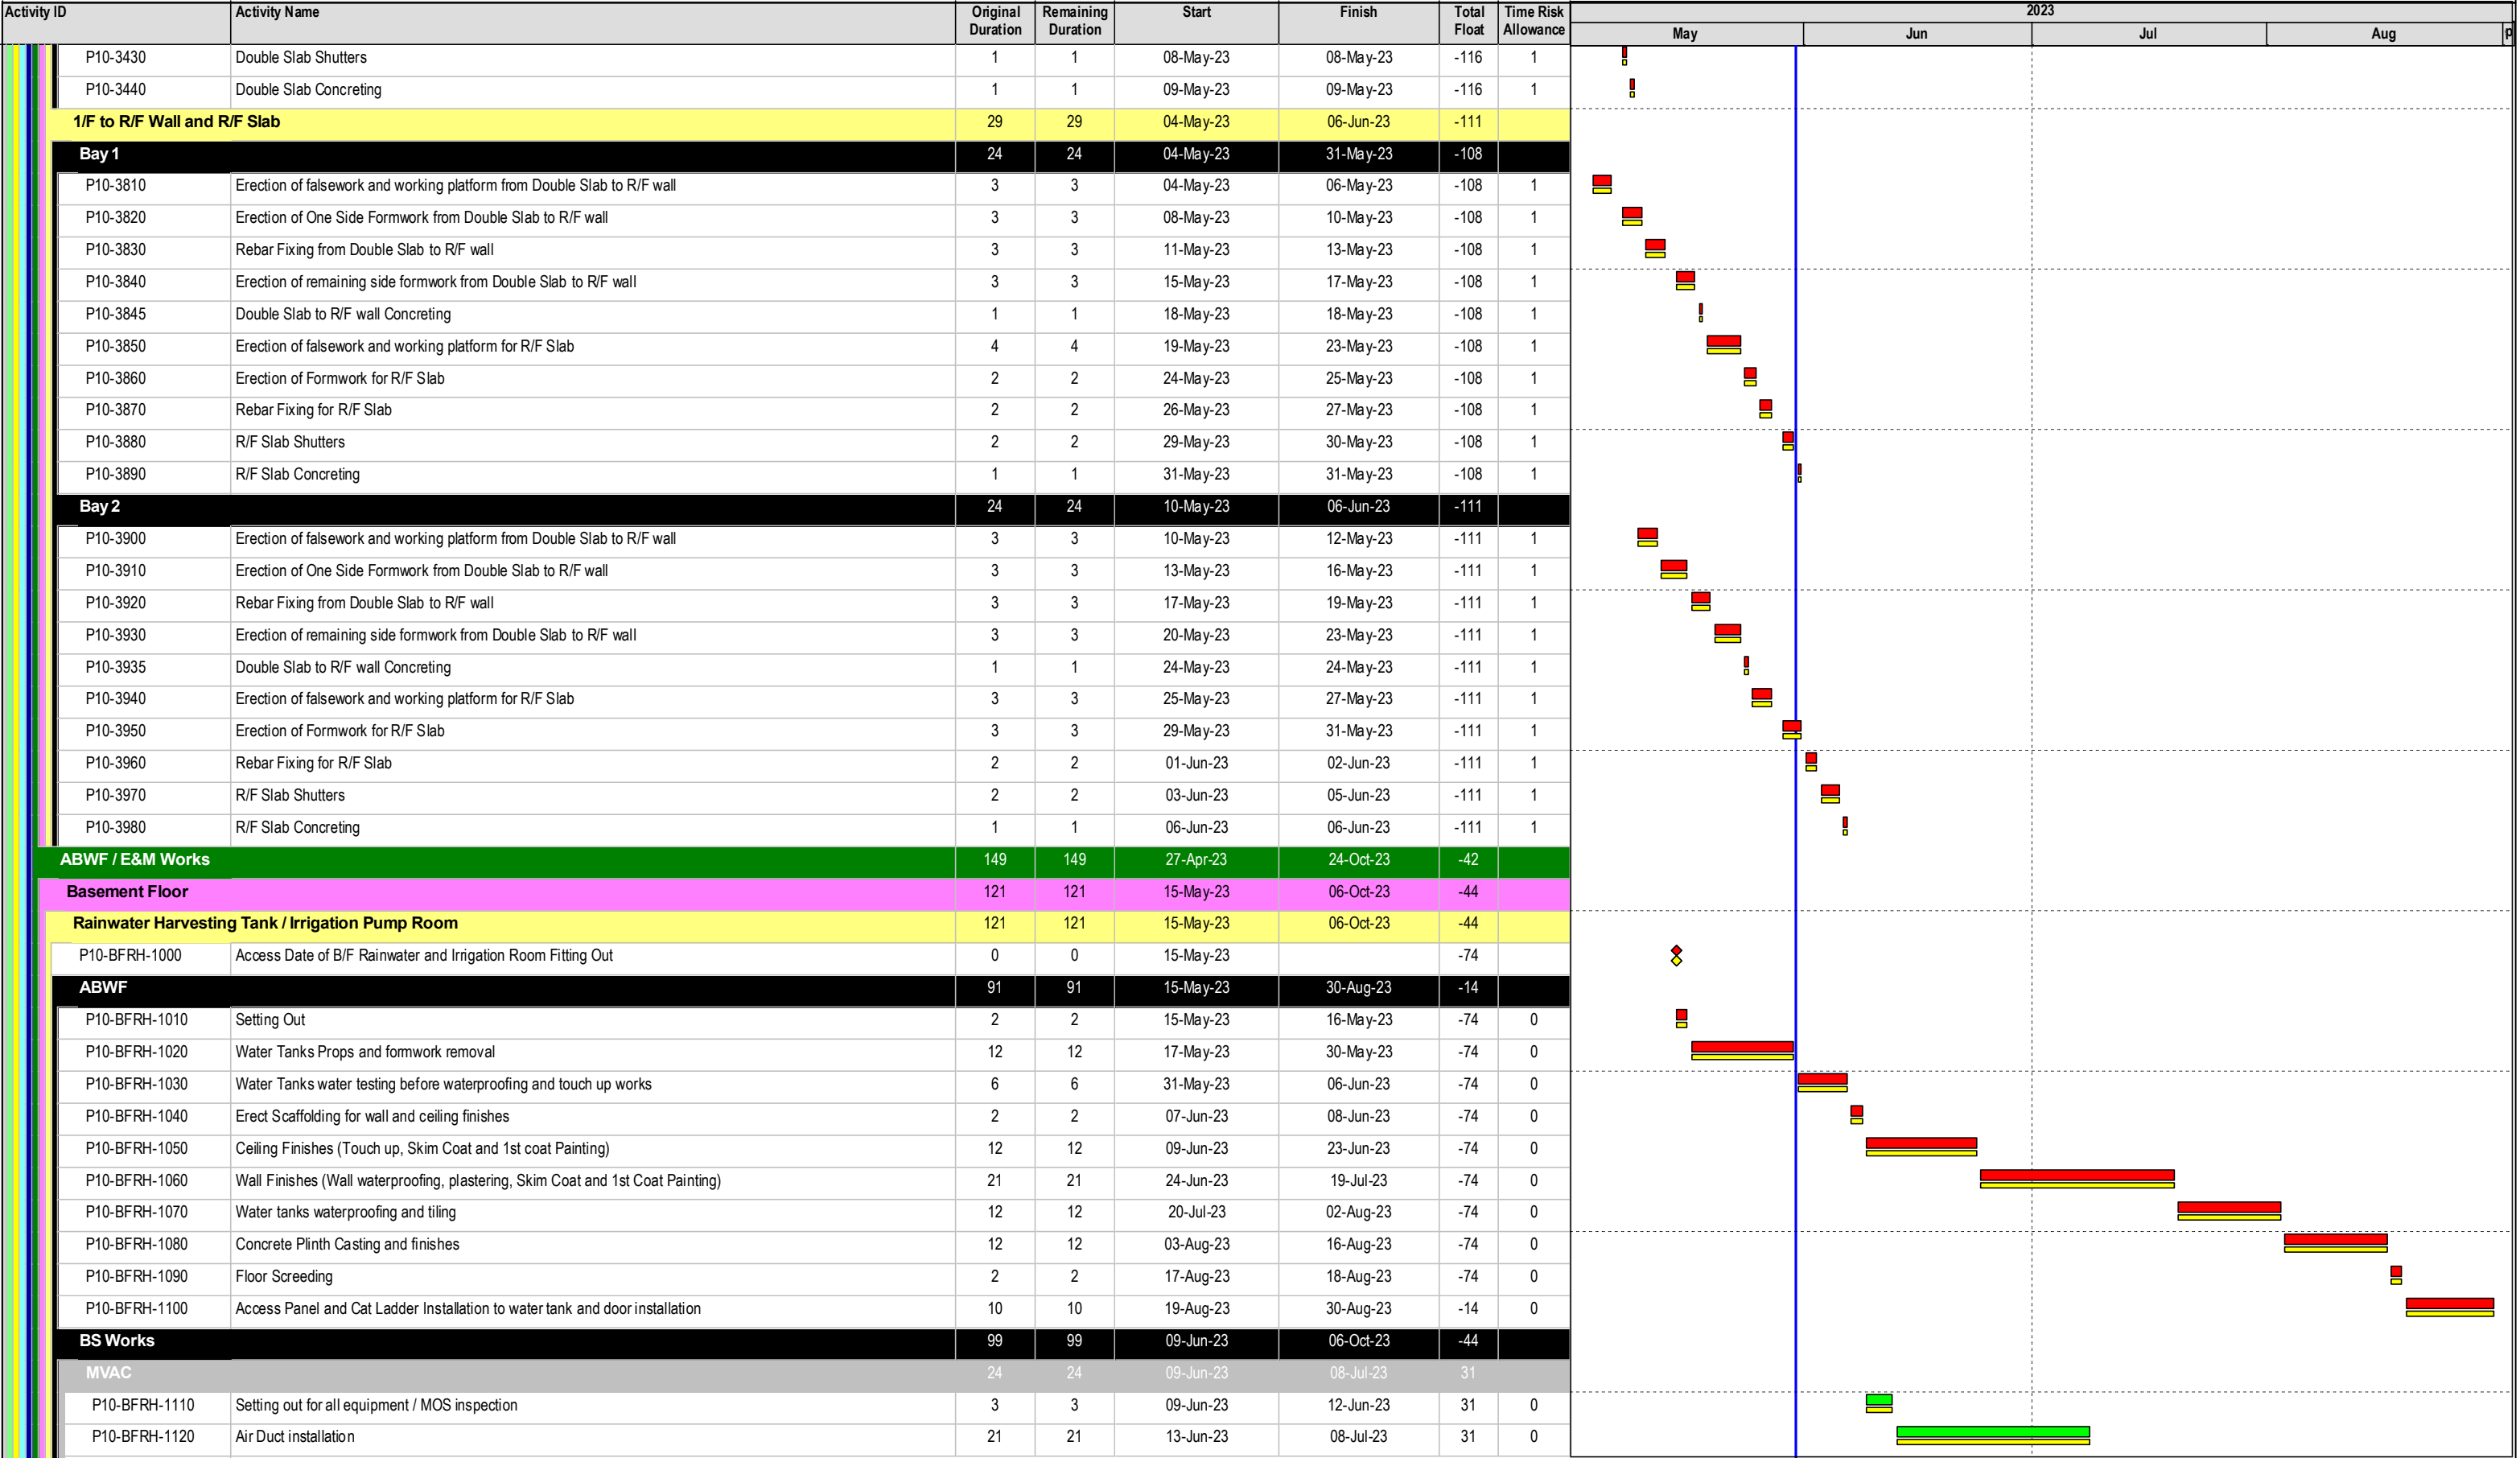 Activity ID Activity Name Original Duration Remaining Duration Start Finish Total Float Time Risk Allowance 2023
May Jun Jul Aug
P10-3430 Double Slab Shutters 1 1 08-May-23 08-May-23 -116 1
P10-3440 Double Slab Concreting 1 1 09-May-23 09-May-23 -116 1
1/F to R/F Wall and R/F Slab 29 29 04-May-23 06-Jun-23 -111
Bay 1 24 24 04-May-23 31-May-23 -108
P10-3810 Erection of falsework and working platform from Double Slab to R/F wall 3 3 04-May-23 06-May-23 -108 1
P10-3820 Erection of One Side Formwork from Double Slab to R/F wall 3 3 08-May-23 10-May-23 -108 1
P10-3830 Rebar Fixing from Double Slab to R/F wall 3 3 11-May-23 13-May-23 -108 1
P10-3840 Erection of remaining side formwork from Double Slab to R/F wall 3 3 15-May-23 17-May-23 -108 1
P10-3845 Double Slab to R/F wall Concreting 1 1 18-May-23 18-May-23 -108 1
P10-3850 Erection of falsework and working platform for R/F Slab 4 4 19-May-23 23-May-23 -108 1
P10-3860 Erection of Formwork for R/F Slab 2 2 24-May-23 25-May-23 -108 1
P10-3870 Rebar Fixing for R/F Slab 2 2 26-May-23 27-May-23 -108 1
P10-3880 R/F Slab Shutters 2 2 29-May-23 30-May-23 -108 1
P10-3890 R/F Slab Concreting 1 1 31-May-23 31-May-23 -108 1
Bay 2 24 24 10-May-23 06-Jun-23 -111
P10-3900 Erection of falsework and working platform from Double Slab to R/F wall 3 3 10-May-23 12-May-23 -111 1
P10-3910 Erection of One Side Formwork from Double Slab to R/F wall 3 3 13-May-23 16-May-23 -111 1
P10-3920 Rebar Fixing from Double Slab to R/F wall 3 3 17-May-23 19-May-23 -111 1
P10-3930 Erection of remaining side formwork from Double Slab to R/F wall 3 3 20-May-23 23-May-23 -111 1
P10-3935 Double Slab to R/F wall Concreting 1 1 24-May-23 24-May-23 -111 1
P10-3940 Erection of falsework and working platform for R/F Slab 3 3 25-May-23 27-May-23 -111 1
P10-3950 Erection of Formwork for R/F Slab 3 3 29-May-23 31-May-23 -111 1
P10-3960 Rebar Fixing for R/F Slab 2 2 01-Jun-23 02-Jun-23 -111 1
P10-3970 R/F Slab Shutters 2 2 03-Jun-23 05-Jun-23 -111 1
P10-3980 R/F Slab Concreting 1 1 06-Jun-23 06-Jun-23 -111 1
ABWF / E&M Works 149 149 27-Apr-23 24-Oct-23 -42
Basement Floor 121 121 15-May-23 06-Oct-23 -44
Rainwater Harvesting Tank / Irrigation Pump Room 121 121 15-May-23 06-Oct-23 -44
P10-BFRH-1000 Access Date of B/F Rainwater and Irrigation Room Fitting Out 0 0 15-May-23 -74
ABWF 91 91 15-May-23 30-Aug-23 -14
P10-BFRH-1010 Setting Out 2 2 15-May-23 16-May-23 -74 0
P10-BFRH-1020 Water Tanks Props and formwork removal 12 12 17-May-23 30-May-23 -74 0
P10-BFRH-1030 Water Tanks water testing before waterproofing and touch up works 6 6 31-May-23 06-Jun-23 -74 0
P10-BFRH-1040 Erect Scaffolding for wall and ceiling finishes 2 2 07-Jun-23 08-Jun-23 -74 0
P10-BFRH-1050 Ceiling Finishes (Touch up, Skim Coat and 1st coat Painting) 12 12 09-Jun-23 23-Jun-23 -74 0
P10-BFRH-1060 Wall Finishes (Wall waterproofing, plastering, Skim Coat and 1st Coat Painting) 21 21 24-Jun-23 19-Jul-23 -74 0
P10-BFRH-1070 Water tanks waterproofing and tiling 12 12 20-Jul-23 02-Aug-23 -74 0
P10-BFRH-1080 Concrete Plinth Casting and finishes 12 12 03-Aug-23 16-Aug-23 -74 0
P10-BFRH-1090 Floor Screeding 2 2 17-Aug-23 18-Aug-23 -74 0
P10-BFRH-1100 Access Panel and Cat Ladder Installation to water tank and door installation 10 10 19-Aug-23 30-Aug-23 -14 0
BS Works 99 99 09-Jun-23 06-Oct-23 -44
MVAC 24 24 09-Jun-23 08-Jul-23 31
P10-BFRH-1110 Setting out for all equipment / MOS inspection 3 3 09-Jun-23 12-Jun-23 31 0
P10-BFRH-1120 Air Duct installation 21 21 13-Jun-23 08-Jul-23 31 0